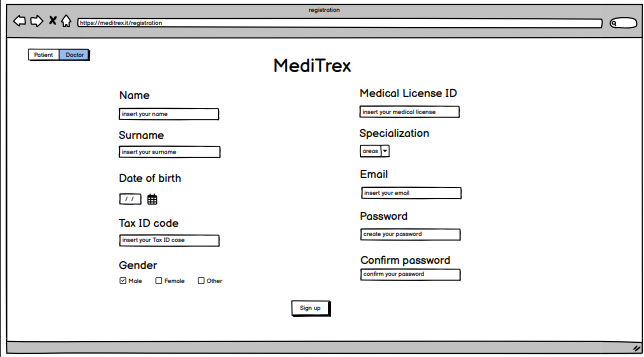 registration
https://meditrex.it/registration
Patient Doctor
MediTrex
Name
insert your name
Surname
insert your surname
Date of birth
/ /
Tax ID code
insert your Tax ID cose
Gender
Male Female Other
Medical License ID
insert your medical license
Specialization
areas
Email
insert your email
Password
create your password
Confirm password
confirm your password
Sign up